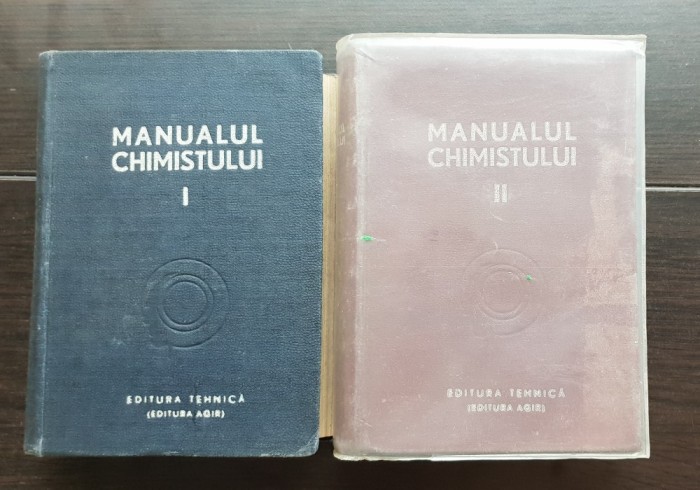 MANUALUL
CHIMISTULUI
I
EDITURA TEHNICĂ
(EDITURA AGIR)
MANUALUL
CHIMISTULUI
II
EDITURA TEHNICĂ
(EDITURA AGIR)